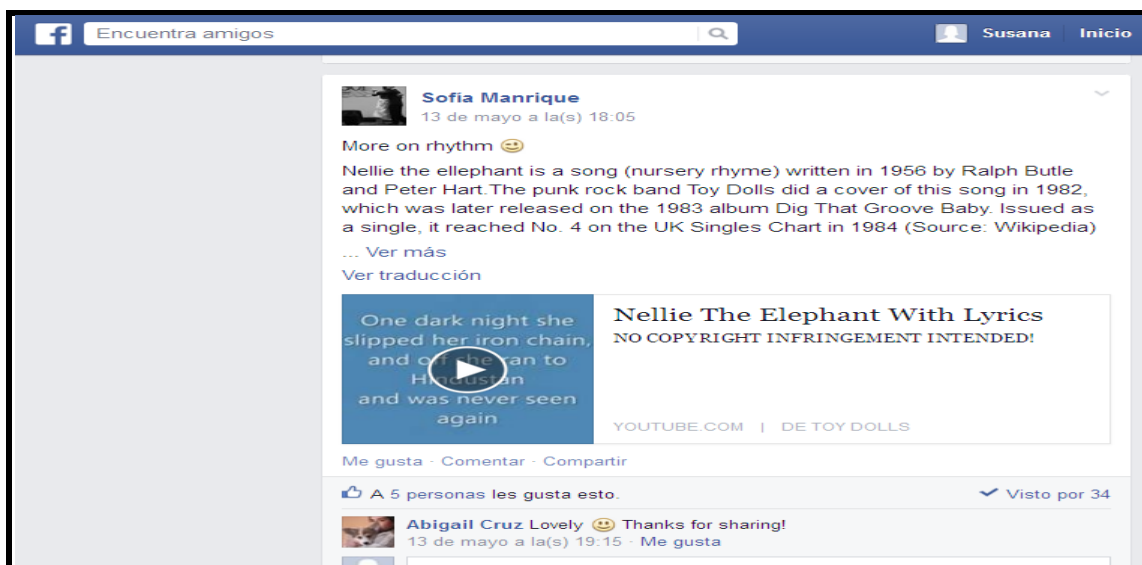 f Encuentra amigos Susana Inicio
Sofía Manrique
13 de mayo a la(s) 18:05
More on rhythm
Nellie the ellephant is a song (nursery rhyme) written in 1956 by Ralph Butle
and Peter Hart.The punk rock band Toy Dolls did a cover of this song in 1982,
which was later released on the 1983 album Dig That Groove Baby. Issued as
a single, it reached No. 4 on the UK Singles Chart in 1984 (Source: Wikipedia)
... Ver más
Ver traducción
One dark night she
slipped her iron chain,
and off she ran to
Hindustan
and was never seen
again
Nellie The Elephant With Lyrics
NO COPYRIGHT INFRINGEMENT INTENDED!
YOUTUBE.COM | DE TOY DOLLS
Me gusta · Comentar · Compartir
A 5 personas les gusta esto. Visto por 34
Abigail Cruz Lovely Thanks for sharing!
13 de mayo a la(s) 19:15 · Me gusta